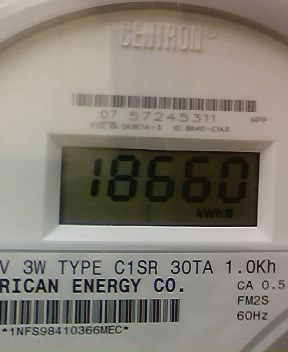 CENTRON
07 57245311
HPP
18660
kWh
V 3W TYPE C1SR 30TA 1.0Kh
RICAN ENERGY CO.
CA 0.5
FM2S
60Hz
*1NFS98410366MEC*